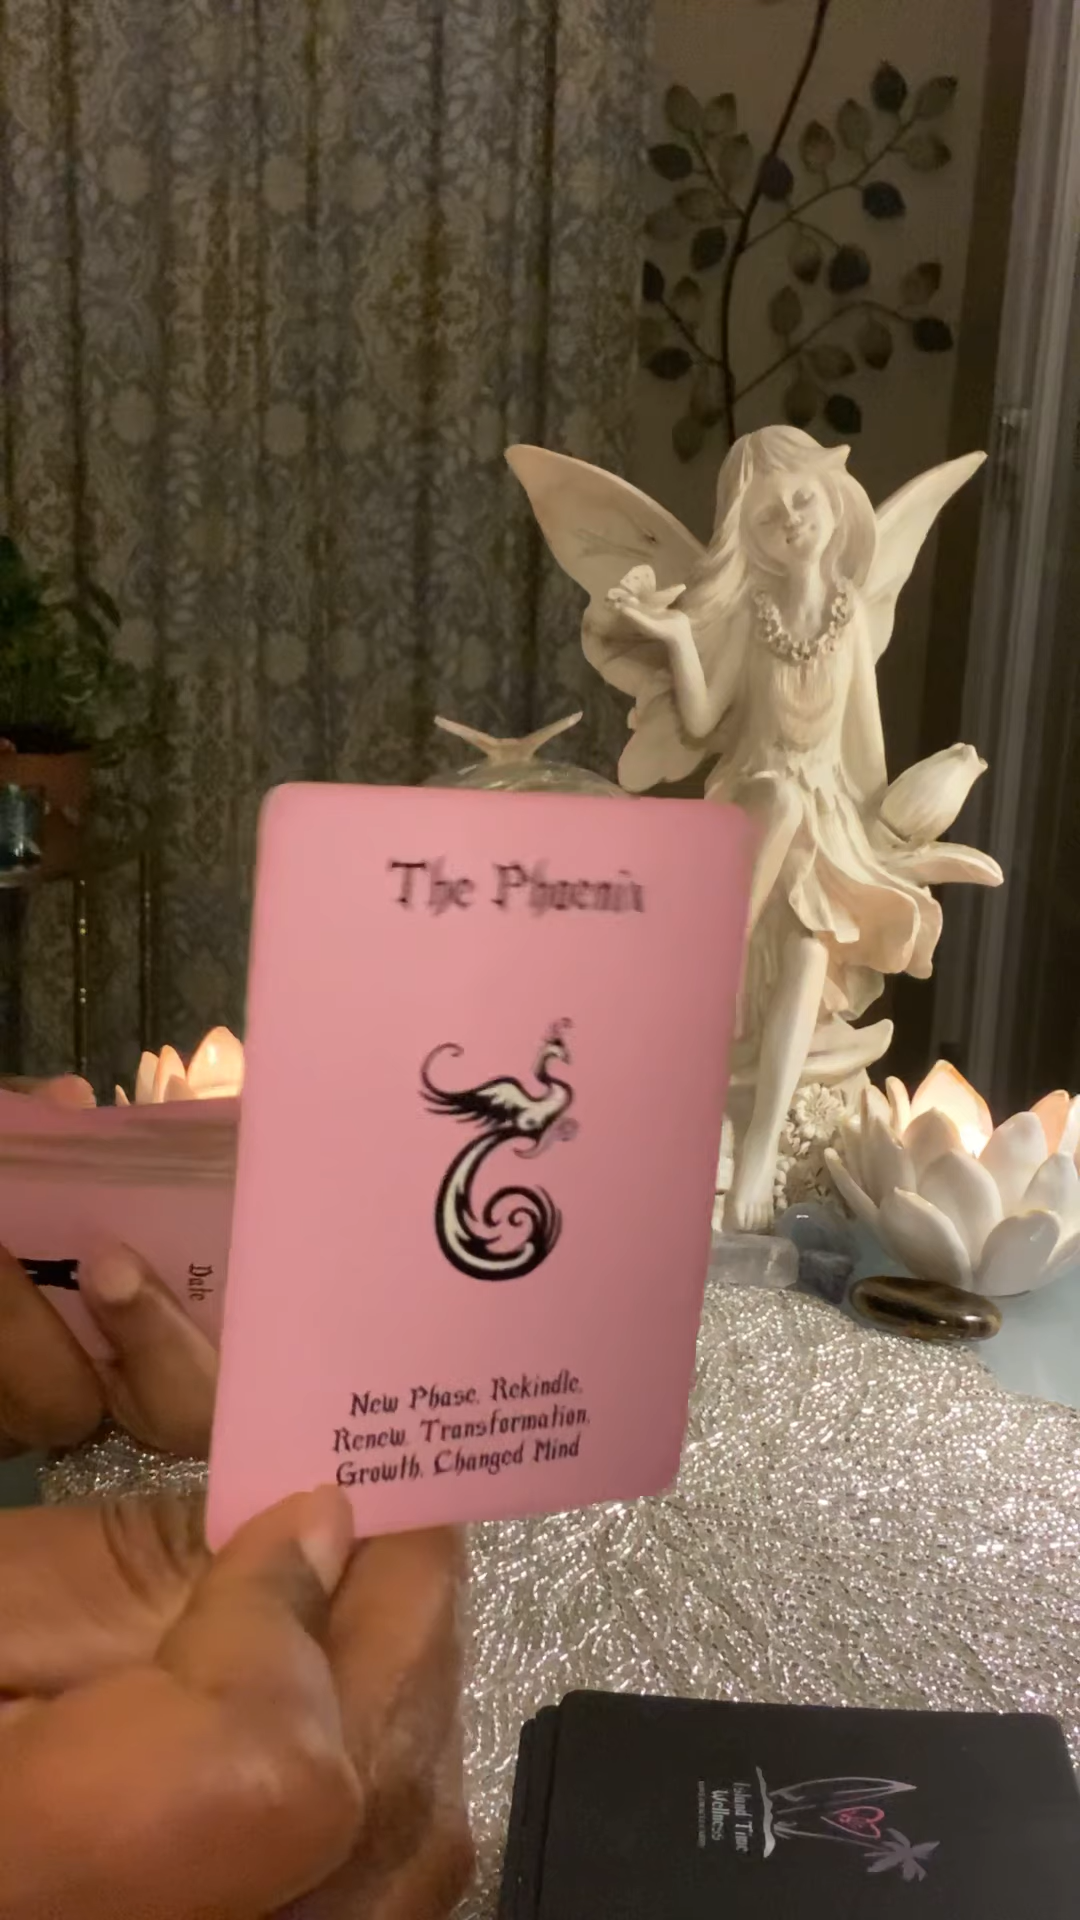 The Phoenix
New Phase, Rekindle,
Renew, Transformation,
Growth, Changed Mind
Date
Island Time
Wellness